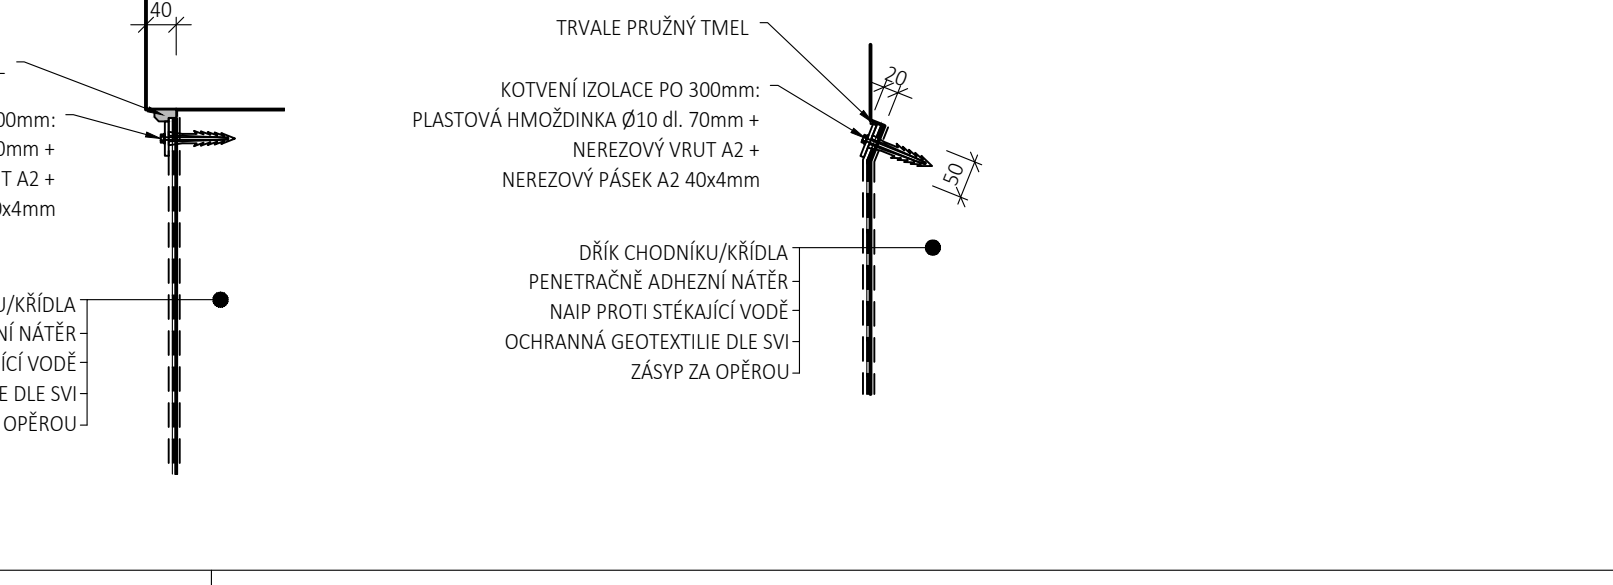 40
00mm:
0mm +
T A2 +
0x4mm
U/KŘÍDLA
NÍ NÁTĚR
ÍCÍ VODĚ
E DLE SVI
OPĚROU
TRVALE PRUŽNÝ TMEL
KOTVENÍ IZOLACE PO 300mm:
PLASTOVÁ HMOŽDINKA Ø10 dl. 70mm +
NEREZOVÝ VRUT A2 +
NEREZOVÝ PÁSEK A2 40x4mm
20
50
DŘÍK CHODNÍKU/KŘÍDLA
PENETRAČNĚ ADHEZNÍ NÁTĚR
NAIP PROTI STÉKAJÍCÍ VODĚ
OCHRANNÁ GEOTEXTILIE DLE SVI
ZÁSYP ZA OPĚROU